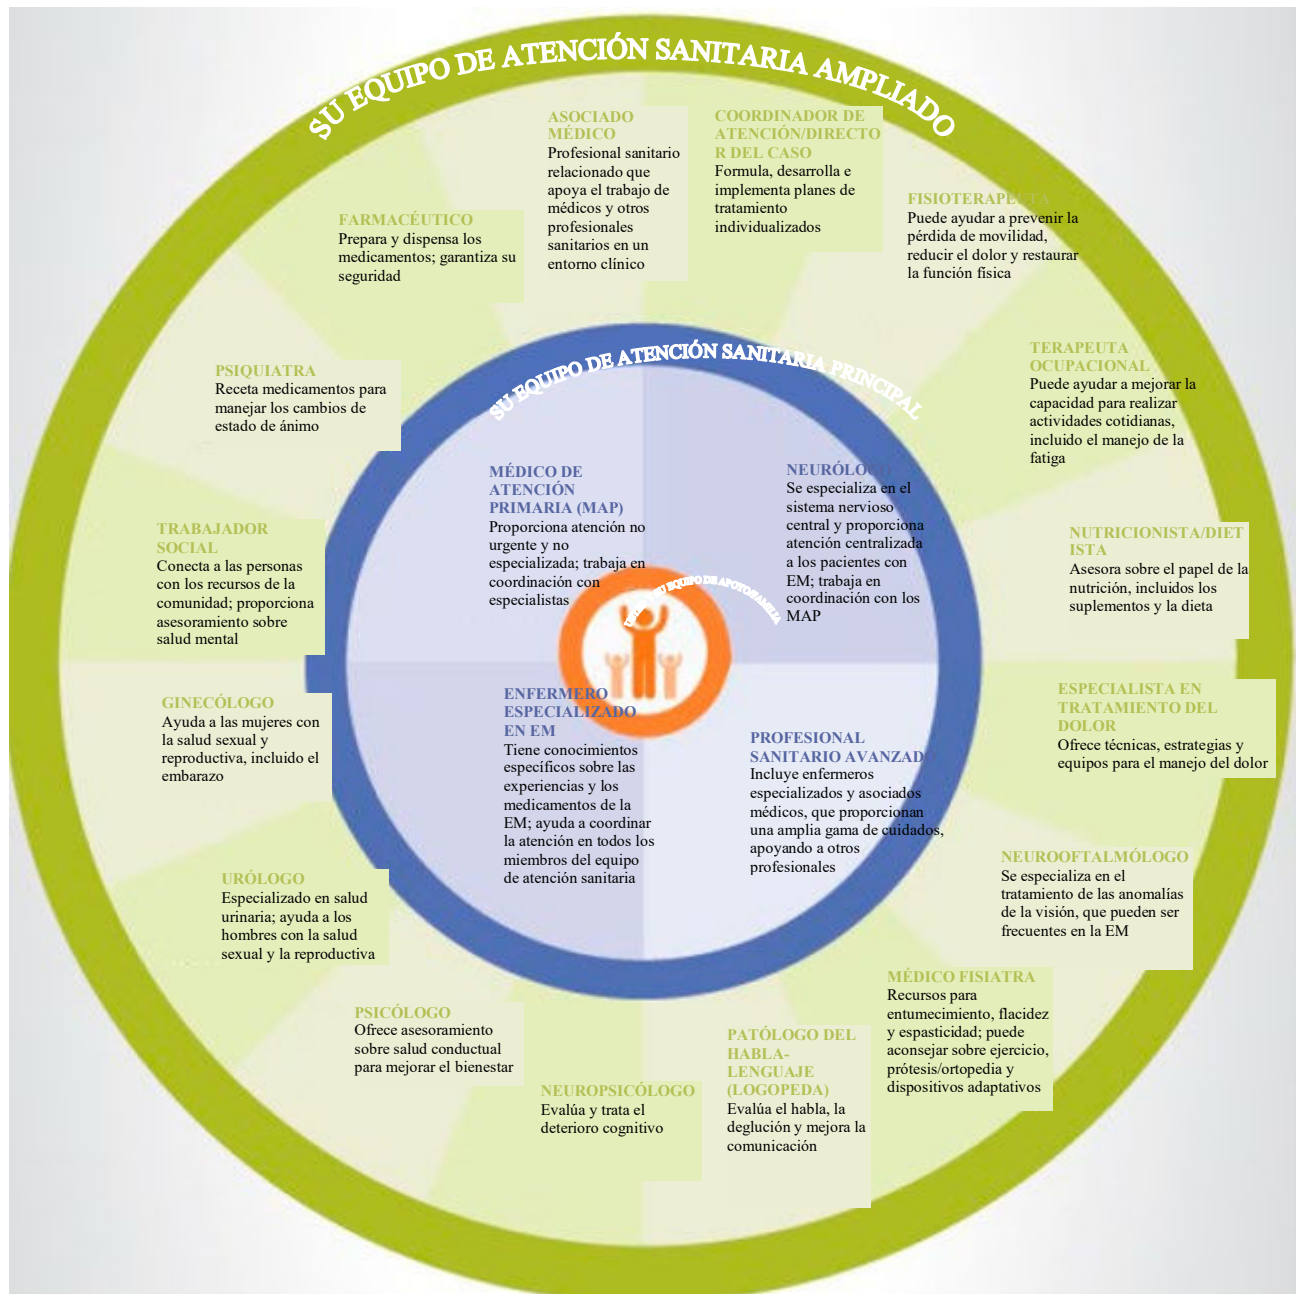 SU EQUIPO DE ATENCIÓN SANITARIA AMPLIADO
ASOCIADO
MÉDICO
Profesional sanitario
relacionado que
apoya el trabajo de
médicos y otros
profesionales
sanitarios en un
entorno clínico
COORDINADOR DE
ATENCIÓN/DIRECTO
R DEL CASO
Formula, desarrolla e
implementa planes de
tratamiento
individualizados
FISIOTERAPEUTA
Puede ayudar a prevenir la
pérdida de movilidad,
reducir el dolor y restaurar
la función física
FARMACÉUTICO
Prepara y dispensa los
medicamentos; garantiza su
seguridad
TERAPEUTA
OCUPACIONAL
Puede ayudar a mejorar la
capacidad para realizar
actividades cotidianas,
incluido el manejo de la
fatiga
PSIQUIATRA
Receta medicamentos para
manejar los cambios de
estado de ánimo
NUTRICIONISTA/DIET
ISTA
Asesora sobre el papel de la
nutrición, incluidos los
suplementos y la dieta
TRABAJADOR
SOCIAL
Conecta a las personas
con los recursos de la
comunidad; proporciona
asesoramiento sobre
salud mental
ESPECIALISTA EN
TRATAMIENTO DEL
DOLOR
Ofrece técnicas, estrategias y
equipos para el manejo del dolor
GINECÓLOGO
Ayuda a las mujeres con
la salud sexual y
reproductiva, incluido el
embarazo
NEUROOFTALMÓLOGO
Se especializa en el
tratamiento de las anomalías
de la visión, que pueden ser
frecuentes en la EM
URÓLOGO
Especializado en salud
urinaria; ayuda a los
hombres con la salud
sexual y la reproductiva
MÉDICO FISIATRA
Recursos para
entumecimiento, flacidez
y espasticidad; puede
aconsejar sobre ejercicio,
prótesis/ortopedia y
dispositivos adaptativos
PSICÓLOGO
Ofrece asesoramiento
sobre salud conductual
para mejorar el bienestar
NEUROPSICÓLOGO
Evalúa y trata el
deterioro cognitivo
PATÓLOGO DEL
HABLA-
LENGUAJE
(LOGOPEDA)
Evalúa el habla, la
deglución y mejora la
comunicación
SU EQUIPO DE ATENCIÓN SANITARIA PRINCIPAL
MÉDICO DE
ATENCIÓN
PRIMARIA (MAP)
Proporciona atención no
urgente y no
especializada; trabaja en
coordinación con
especialistas
NEURÓLOGO
Se especializa en el
sistema nervioso
central y proporciona
atención centralizada
a los pacientes con
EM; trabaja en
coordinación con los
MAP
ENFERMERO
ESPECIALIZADO
EN EM
Tiene conocimientos
específicos sobre las
experiencias y los
medicamentos de la
EM; ayuda a coordinar
la atención en todos los
miembros del equipo
de atención sanitaria
PROFESIONAL
SANITARIO AVANZAD
Incluye enfermeros
especializados y asociados
médicos, que proporcionan
una amplia gama de cuidados,
apoyando a otros
profesionales
SU EQUIPO DE APOYO/FAMILIA